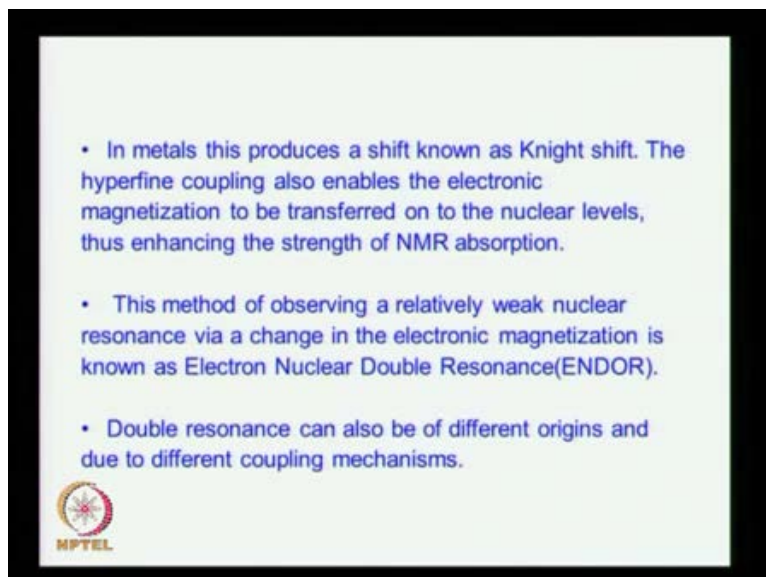 • In metals this produces a shift known as Knight shift. The
hyperfine coupling also enables the electronic
magnetization to be transferred on to the nuclear levels,
thus enhancing the strength of NMR absorption.
• This method of observing a relatively weak nuclear
resonance via a change in the electronic magnetization is
known as Electron Nuclear Double Resonance(ENDOR).
• Double resonance can also be of different origins and
due to different coupling mechanisms.
NPTEL